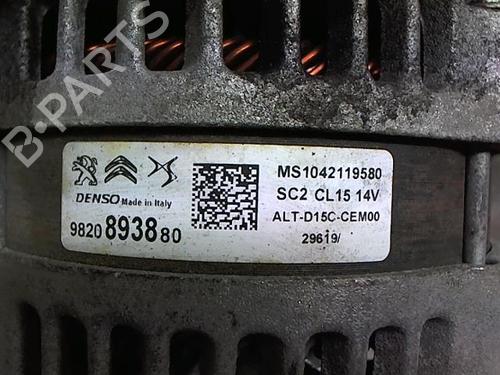 B-PARTS
DENSO Made in Italy
9820893880
MS1042119580
SC2 CL15 14V
ALT-D15C-CEM00
29619/